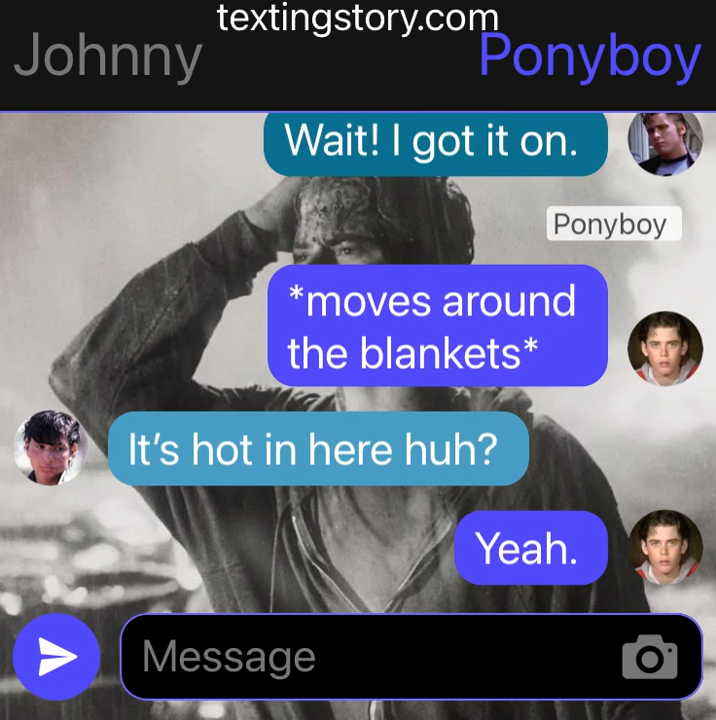 textingstory.com
Johnny
Ponyboy
Wait! I got it on.
Ponyboy
*moves around
the blankets*
It’s hot in here huh?
Yeah.
Message